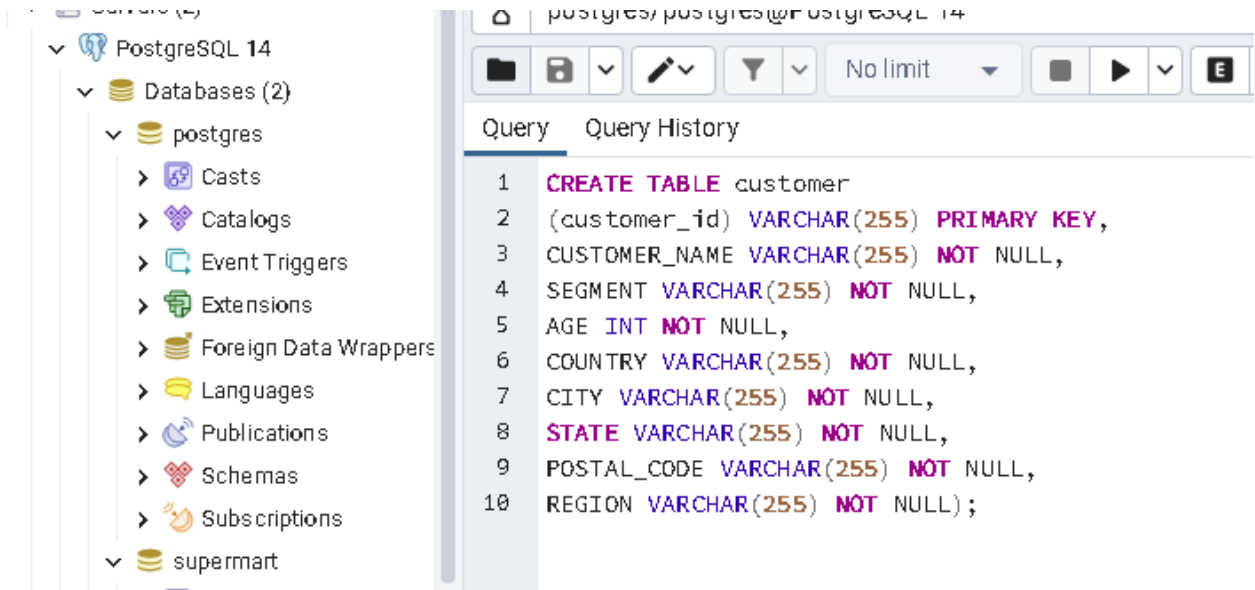 PostgreSQL 14
Databases (2)
postgres
Casts
Catalogs
Event Triggers
Extensions
Foreign Data Wrappers
Languages
Publications
Schemas
Subscriptions
supermart
postgres/postgres@PostgreSQL 14
No limit
E
Query Query History
1 CREATE TABLE customer
2 (customer_id) VARCHAR(255) PRIMARY KEY,
3 CUSTOMER_NAME VARCHAR(255) NOT NULL,
4 SEGMENT VARCHAR(255) NOT NULL,
5 AGE INT NOT NULL,
6 COUNTRY VARCHAR(255) NOT NULL,
7 CITY VARCHAR(255) NOT NULL,
8 STATE VARCHAR(255) NOT NULL,
9 POSTAL_CODE VARCHAR(255) NOT NULL,
10 REGION VARCHAR(255) NOT NULL);